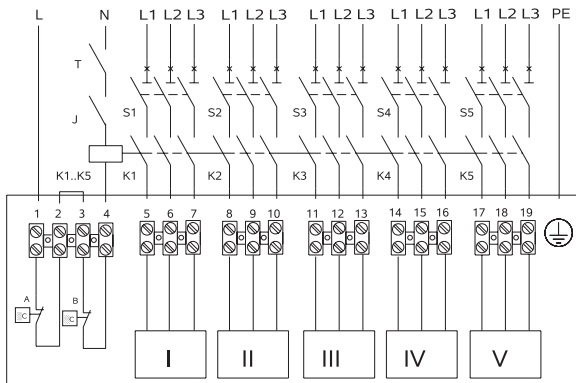 L N L1 L2 L3 L1 L2 L3 L1 L2 L3 L1 L2 L3 L1 L2 L3 PE
T
S1 S2 S3 S4 S5
J
K1..K5 K1 K2 K3 K4 K5
1 2 3 4 5 6 7 8 9 10 11 12 13 14 15 16 17 18 19
A B
C C
I II III IV V